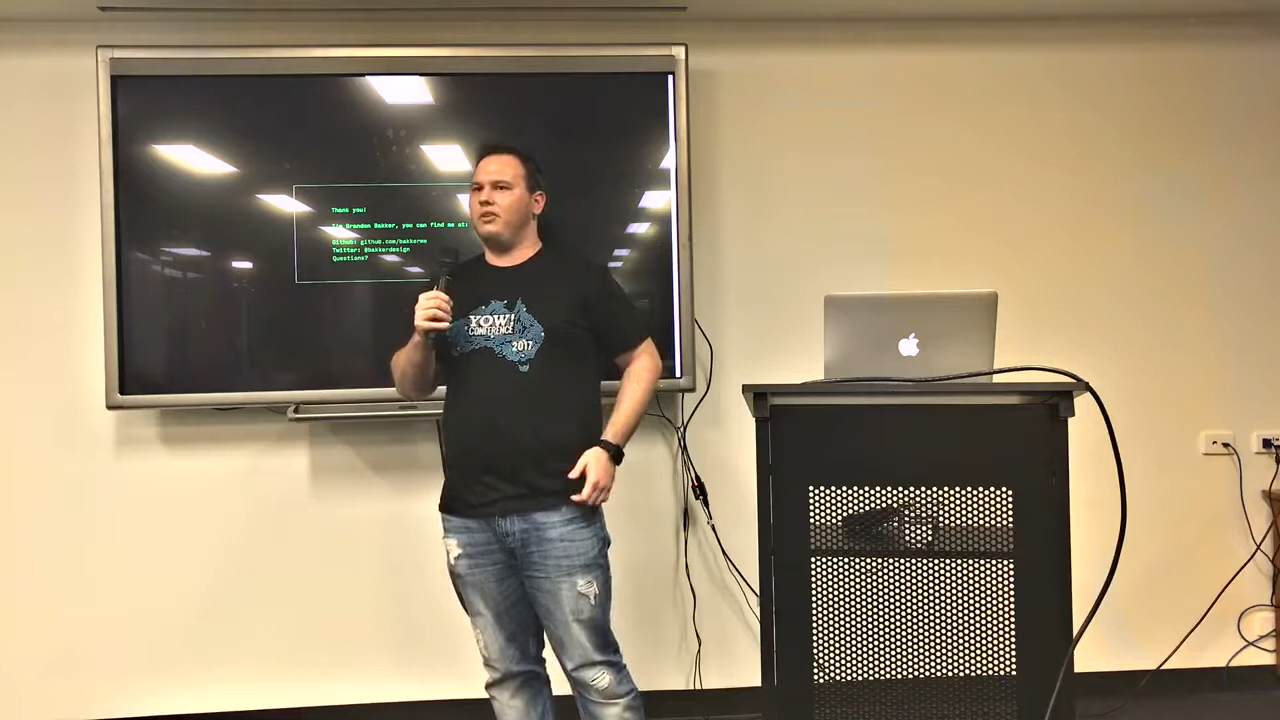 Thank you!
I'm Brandon Bakker, you can find me at:
Github: github.com/bakkerme
Twitter: @bakkerdesign
Questions?
YOW!
CONFERENCE
2017